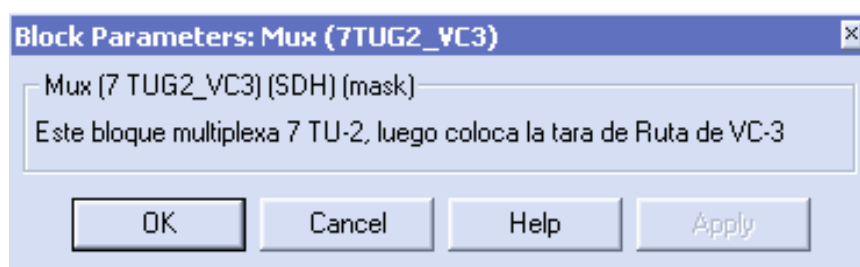 Block Parameters: Mux (7TUG2_VC3)
Mux (7 TUG2_VC3) (SDH) (mask)
Este bloque multiplexa 7 TU-2, luego coloca la tara de Ruta de VC-3
OK Cancel Help Apply